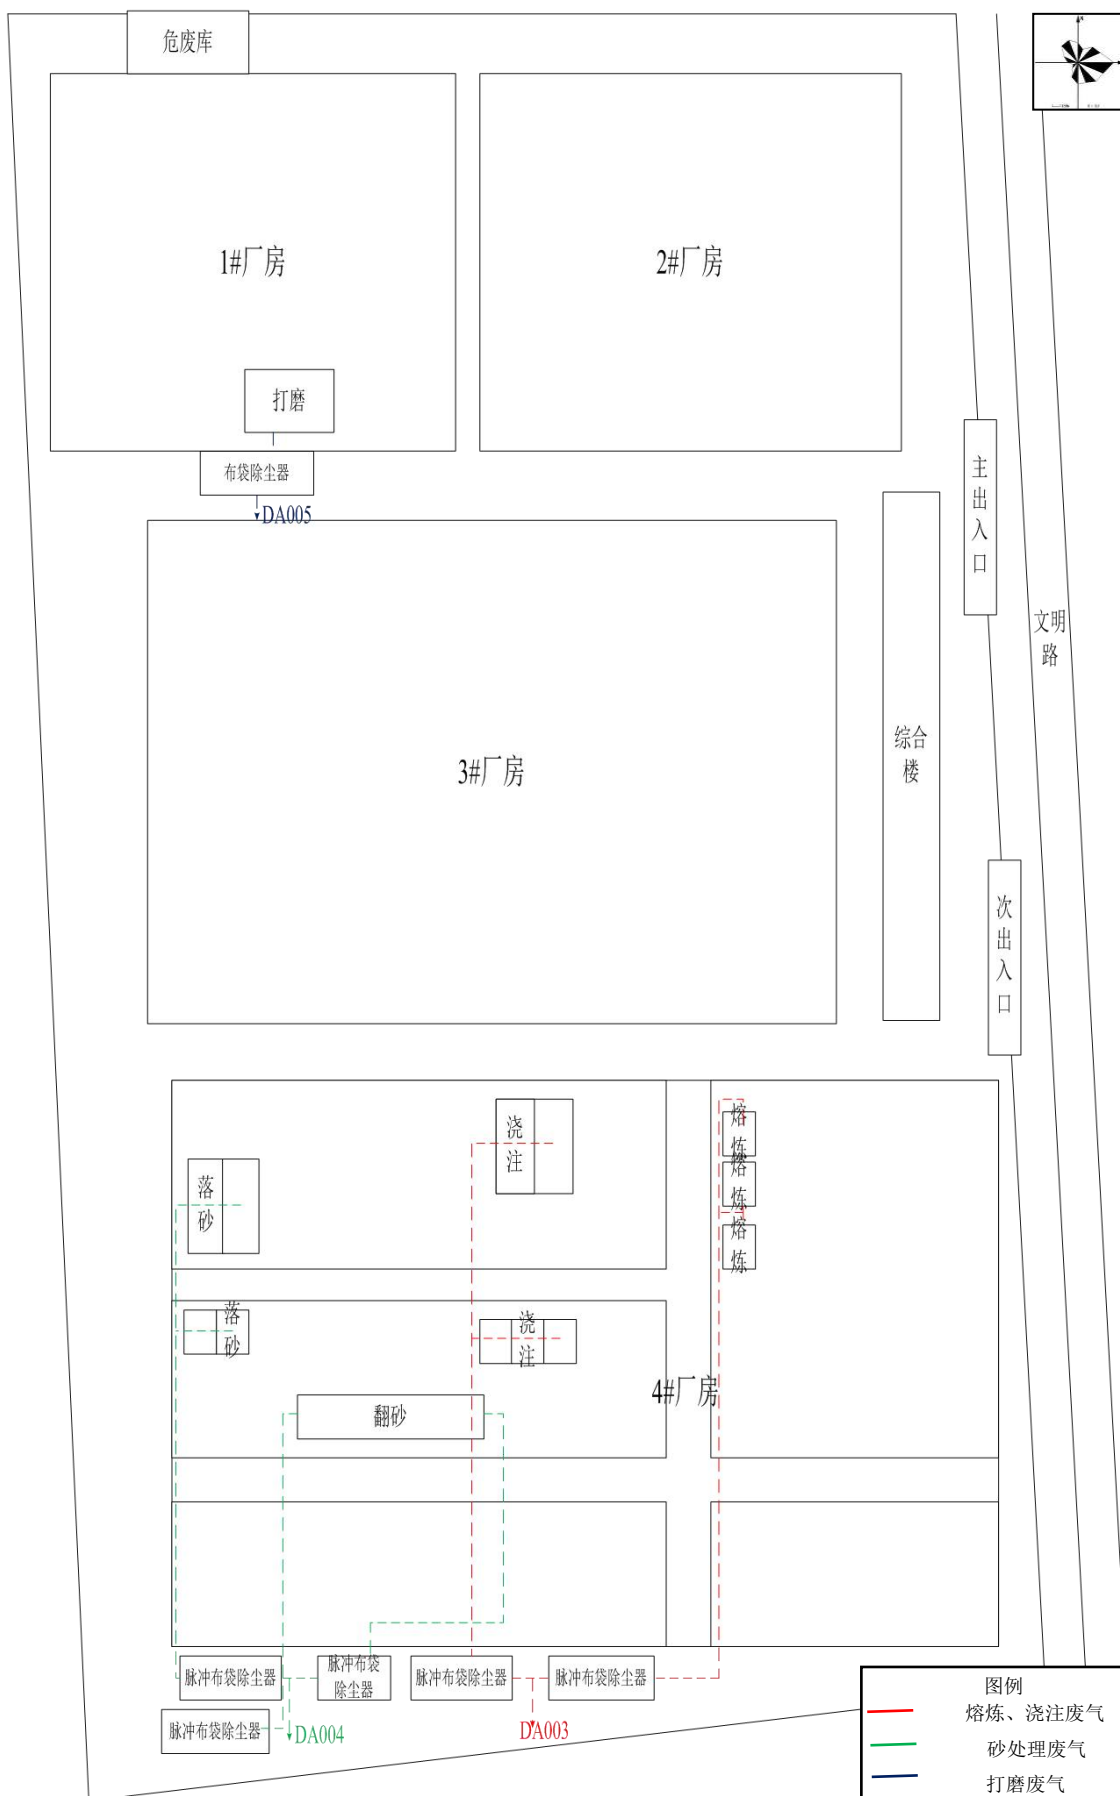 危废库
1#厂房
2#厂房
打磨
布袋除尘器
DA005
主
出
入
口
文明
路
3#厂房
综合
楼
次
出
入
口
浇
注
熔
炼
熔
炼
熔
炼
落
砂
落
砂
浇
注
4#厂房
翻砂
脉冲布袋除尘器
脉冲布袋
除尘器
脉冲布袋除尘器
脉冲布袋除尘器
脉冲布袋除尘器
DA004
DA003
图例
熔炼、浇注废气
砂处理废气
打磨废气